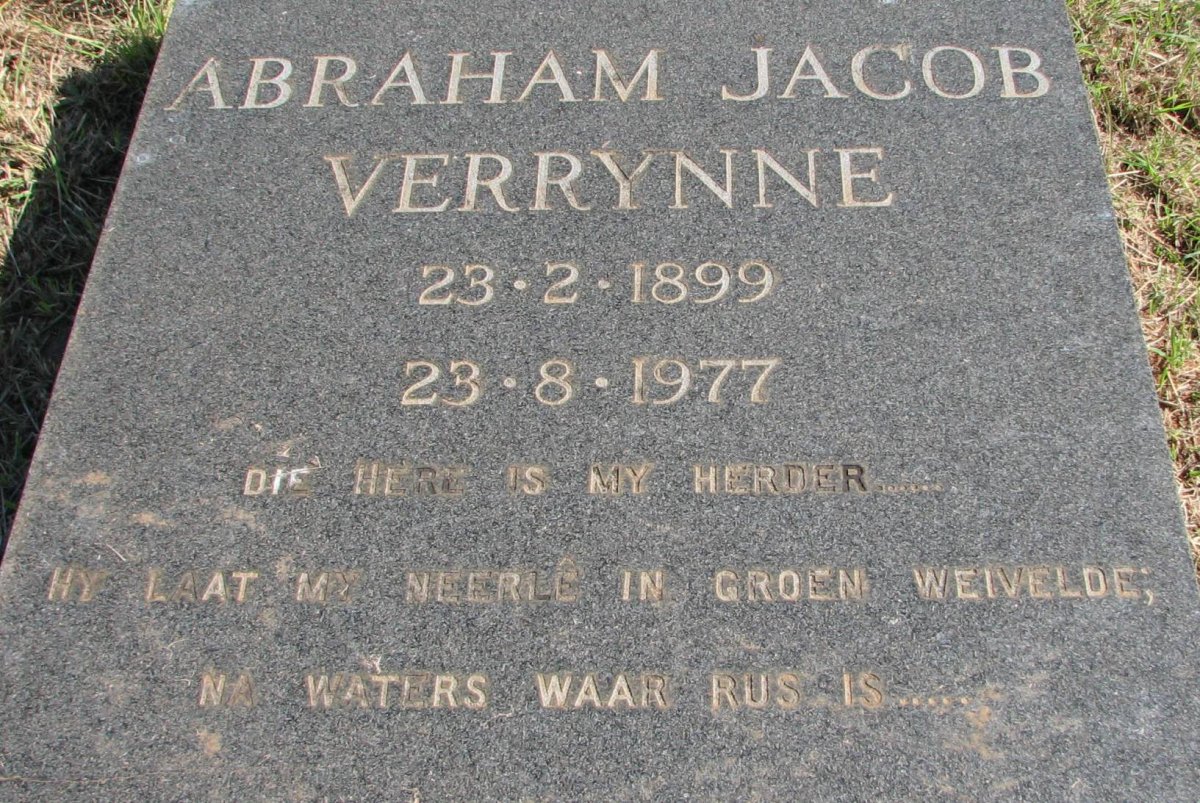 ABRAHAM JACOB
VERRYNNE
23·2·1899
23·8·1977
DIE HERE IS MY HERDER......
HY LAAT MY NEERLÊ IN GROEN WEIVELDE;
NA WATERS WAAR RUS IS......